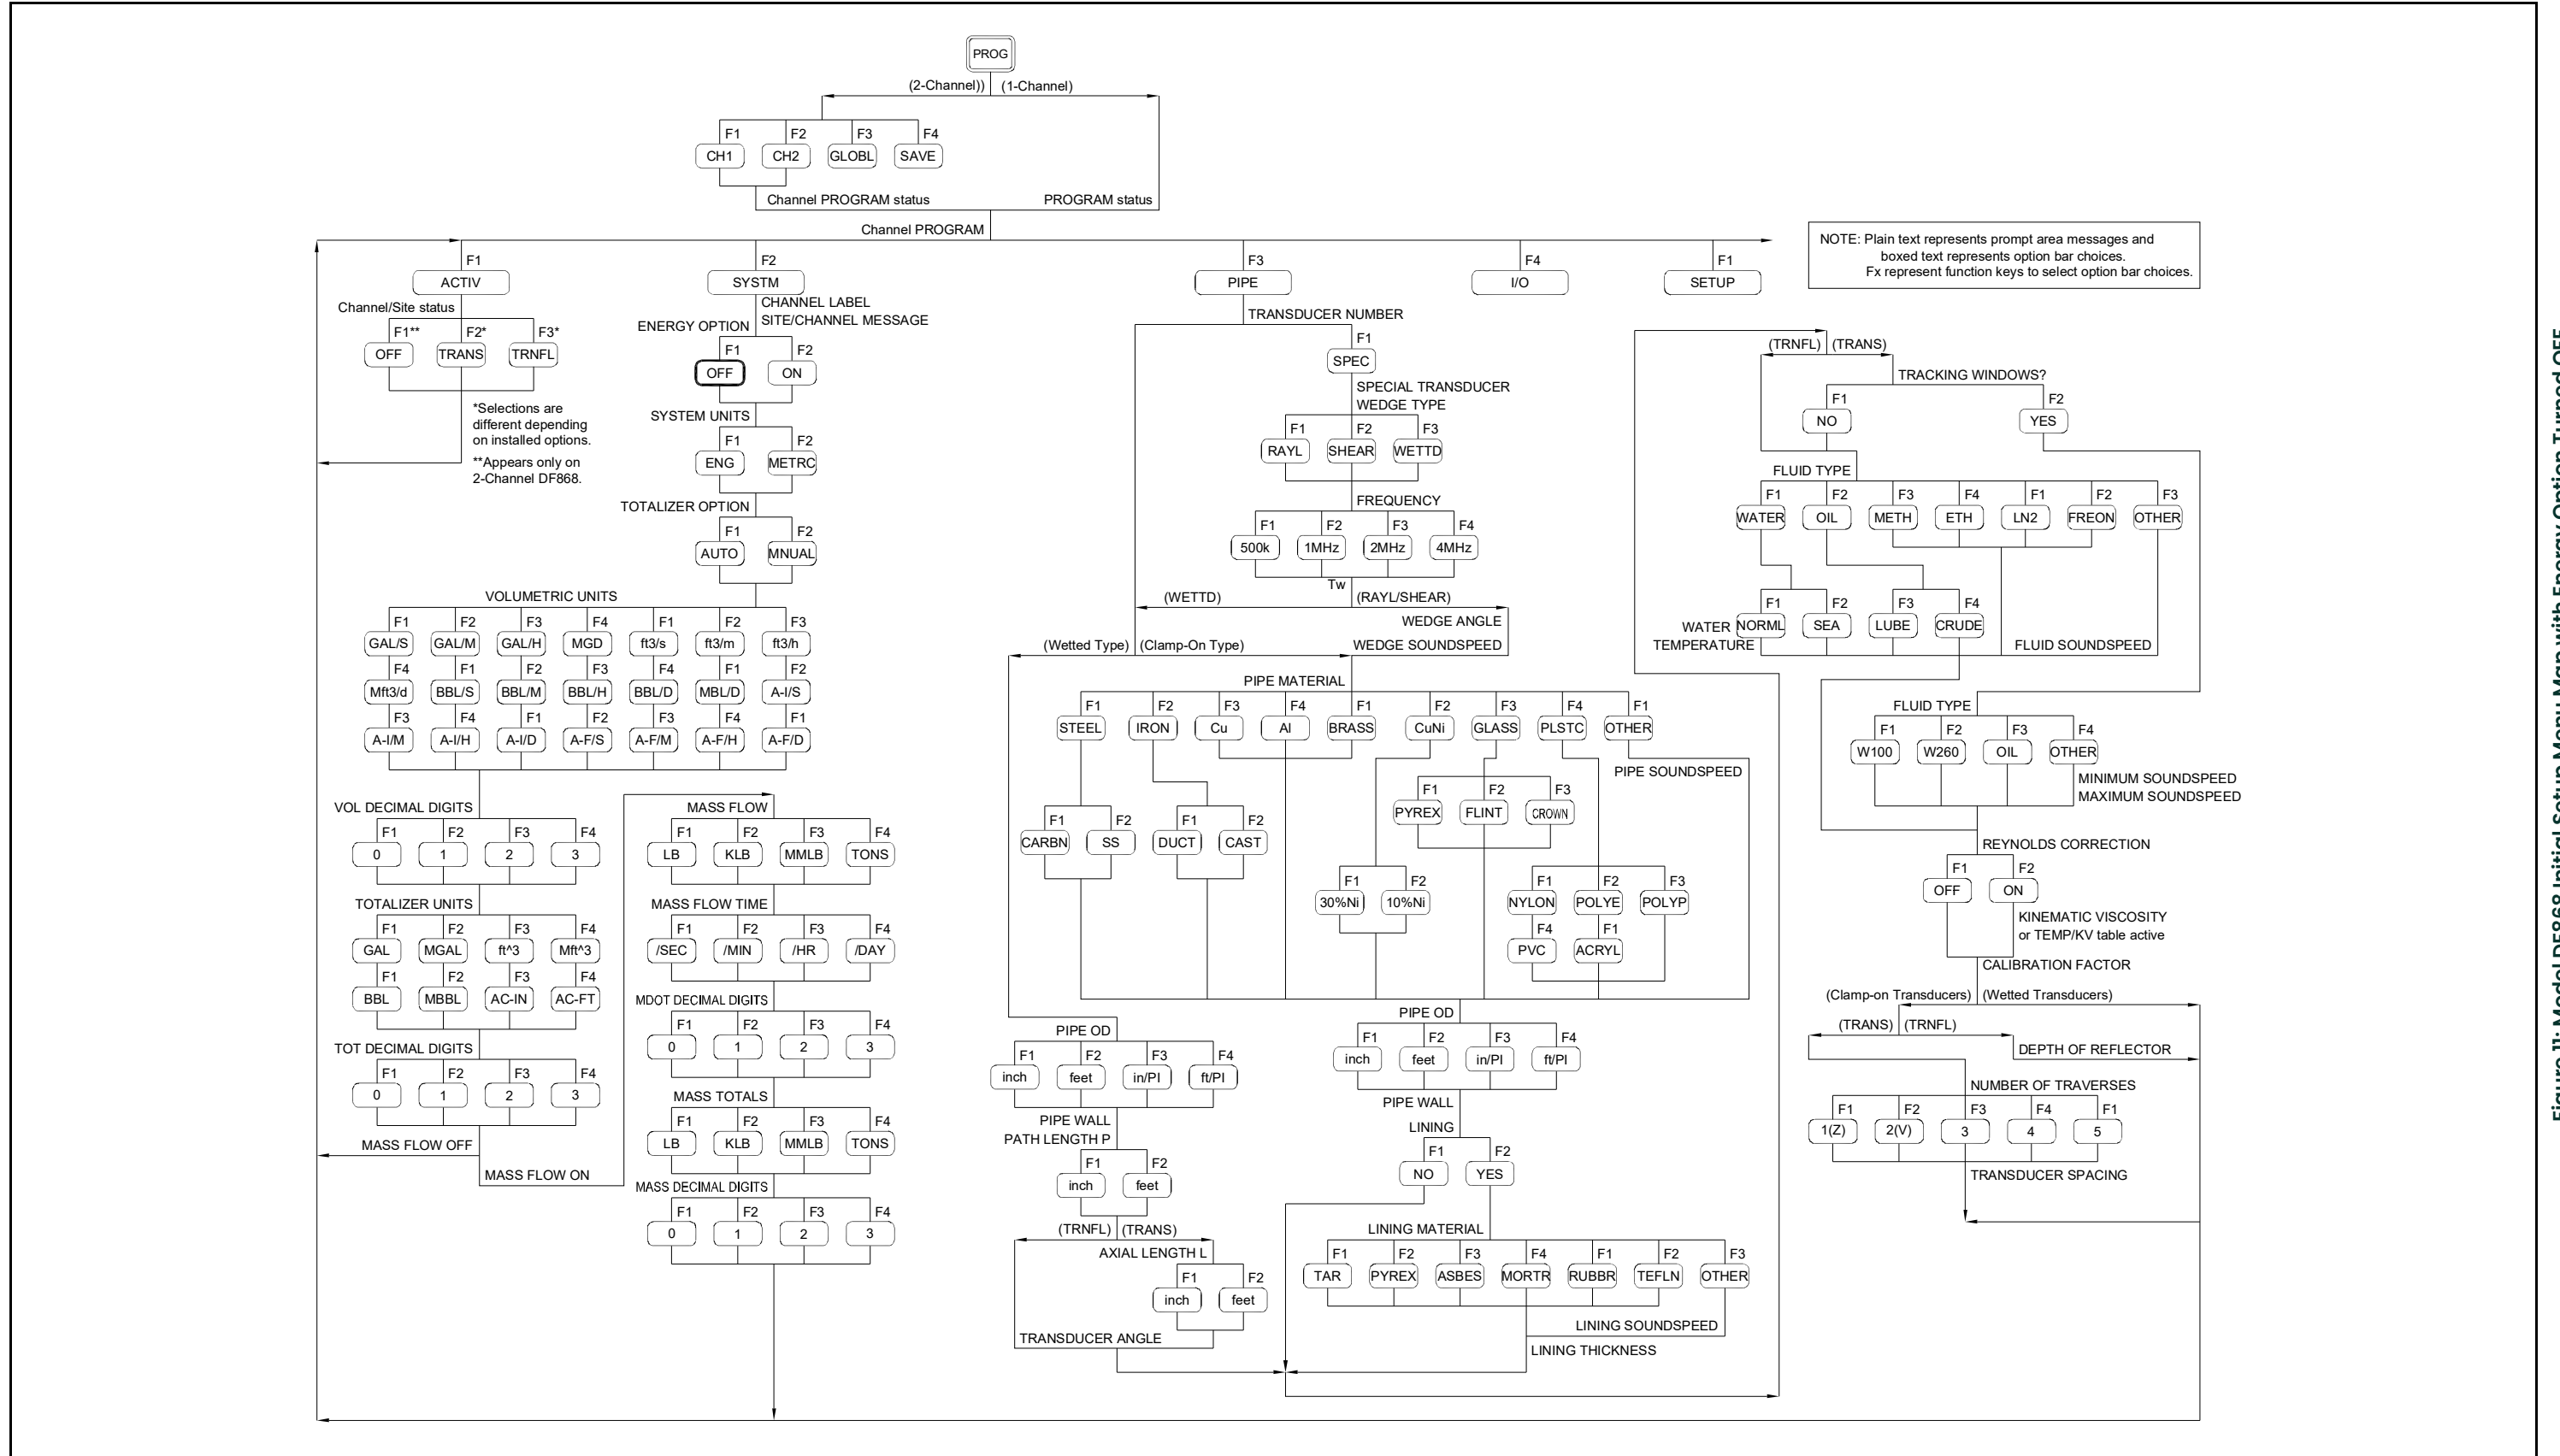 PROG
(2-Channel)) (1-Channel)
F1 F2 F3 F4
CH1 CH2 GLOBL SAVE
Channel PROGRAM status PROGRAM status
Channel PROGRAM
F1 F2 F3 F4 F1
ACTIV SYSTM PIPE I/O SETUP
NOTE: Plain text represents prompt area messages and
boxed text represents option bar choices.
Fx represent function keys to select option bar choices.
Channel/Site status
F1** F2* F3*
OFF TRANS TRNFL
*Selections are
different depending
on installed options.
**Appears only on
2-Channel DF868.
CHANNEL LABEL
SITE/CHANNEL MESSAGE
ENERGY OPTION
F1 F2
OFF ON
SYSTEM UNITS
F1 F2
ENG METRC
TOTALIZER OPTION
F1 F2
AUTO MNUAL
VOLUMETRIC UNITS
F1 F2 F3 F4 F1 F2 F3
GAL/S GAL/M GAL/H MGD ft3/s ft3/m ft3/h
F4 F1 F2 F3 F4 F1 F2
Mft3/d BBL/S BBL/M BBL/H BBL/D MBL/D A-I/S
F3 F4 F1 F2 F3 F4 F1
A-I/M A-I/H A-I/D A-F/S A-F/M A-F/H A-F/D
VOL DECIMAL DIGITS
F1 F2 F3 F4
0 1 2 3
TOTALIZER UNITS
F1 F2 F3 F4
GAL MGAL ft^3 Mft^3
F1 F2 F3 F4
BBL MBBL AC-IN AC-FT
TOT DECIMAL DIGITS
F1 F2 F3 F4
0 1 2 3
MASS FLOW OFF
MASS FLOW ON
MASS FLOW
F1 F2 F3 F4
LB KLB MMLB TONS
MASS FLOW TIME
F1 F2 F3 F4
/SEC /MIN /HR /DAY
MDOT DECIMAL DIGITS
F1 F2 F3 F4
0 1 2 3
MASS TOTALS
F1 F2 F3 F4
LB KLB MMLB TONS
MASS DECIMAL DIGITS
F1 F2 F3 F4
0 1 2 3
TRANSDUCER NUMBER
F1
SPEC
SPECIAL TRANSDUCER
WEDGE TYPE
F1 F2 F3
RAYL SHEAR WETTD
FREQUENCY
F1 F2 F3 F4
500k 1MHz 2MHz 4MHz
Tw
(WETTD) (RAYL/SHEAR)
WEDGE ANGLE
(Wetted Type) (Clamp-On Type) WEDGE SOUNDSPEED
PIPE MATERIAL
F1 F2 F3 F4 F1 F2 F3 F4 F1
STEEL IRON Cu Al BRASS CuNi GLASS PLSTC OTHER
PIPE SOUNDSPEED
F1 F2 F3
PYREX FLINT CROWN
F1 F2 F1 F2
CARBN SS DUCT CAST
F1 F2 F1 F2 F3
30%Ni 10%Ni NYLON POLYE POLYP
F4 F1
PVC ACRYL
PIPE OD
F1 F2 F3 F4
inch feet in/PI ft/PI
PIPE WALL
PATH LENGTH P
F1 F2
inch feet
(TRNFL) (TRANS)
AXIAL LENGTH L
F1 F2
inch feet
TRANSDUCER ANGLE
PIPE OD
F1 F2 F3 F4
inch feet in/PI ft/PI
PIPE WALL
LINING
F1 F2
NO YES
LINING MATERIAL
F1 F2 F3 F4 F1 F2 F3
TAR PYREX ASBES MORTR RUBBR TEFLN OTHER
LINING SOUNDSPEED
LINING THICKNESS
(TRNFL) (TRANS)
TRACKING WINDOWS?
F1 F2
NO YES
FLUID TYPE
F1 F2 F3 F4 F1 F2 F3
WATER OIL METH ETH LN2 FREON OTHER
F1 F2 F3 F4
NORML SEA LUBE CRUDE
WATER
TEMPERATURE
FLUID SOUNDSPEED
FLUID TYPE
F1 F2 F3 F4
W100 W260 OIL OTHER
MINIMUM SOUNDSPEED
MAXIMUM SOUNDSPEED
REYNOLDS CORRECTION
F1 F2
OFF ON
KINEMATIC VISCOSITY
or TEMP/KV table active
CALIBRATION FACTOR
(Clamp-on Transducers) (Wetted Transducers)
(TRANS) (TRNFL)
DEPTH OF REFLECTOR
NUMBER OF TRAVERSES
F1 F2 F3 F4 F1
1(Z) 2(V) 3 4 5
TRANSDUCER SPACING